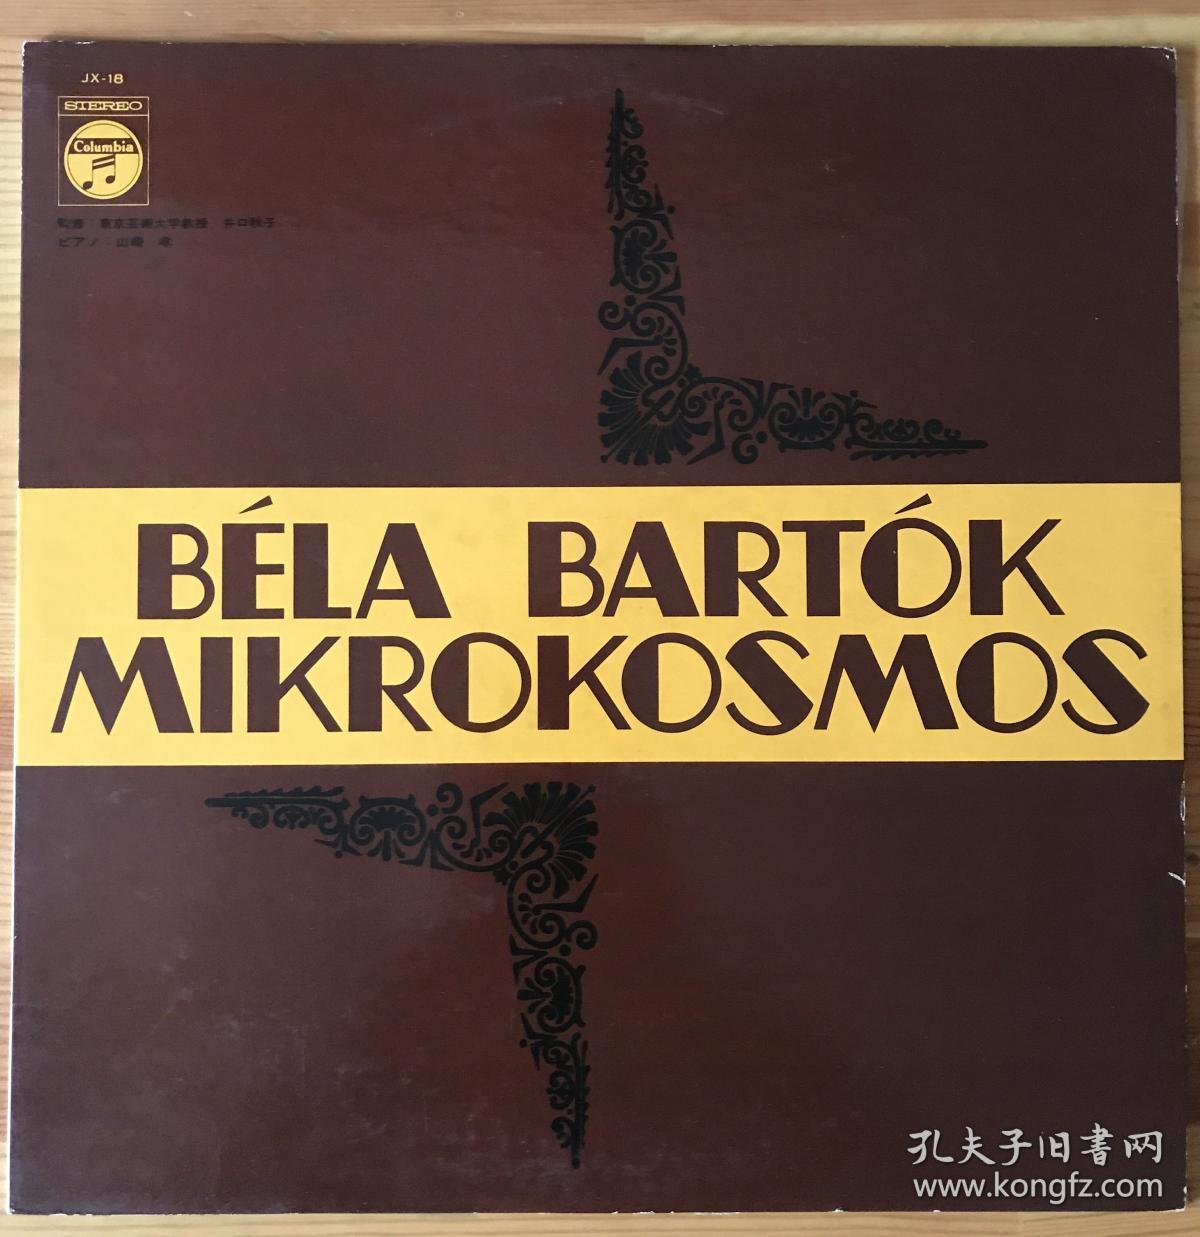 JX-18
STEREO
Columbia
監修：東京芸術大学教授　井口秋子
ピアノ：山崎　孝
BÉLA BARTÓK
MIKROKOSMOS
孔夫子旧书网
www.kongfz.com